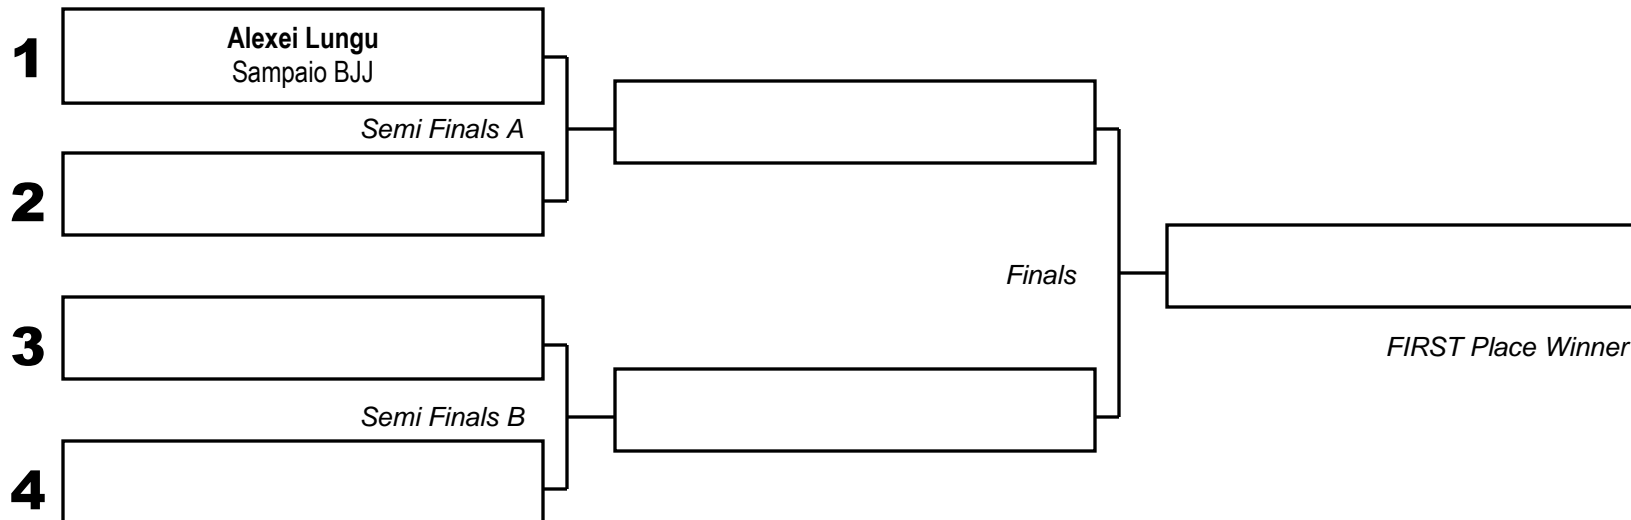 1
Alexei Lungu
Sampaio BJJ
Semi Finals A
2
Finals
3
FIRST Place Winner
Semi Finals B
4